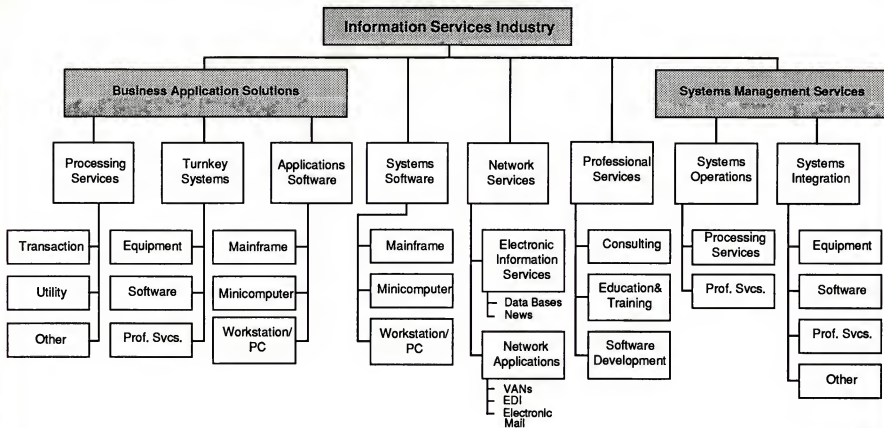 Information Services Industry
Business Application Solutions
Systems Management Services
Processing
Services
Turnkey
Systems
Applications
Software
Systems
Software
Network
Services
Professional
Services
Systems
Operations
Systems
Integration
Transaction
Utility
Other
Equipment
Software
Prof. Svcs.
Mainframe
Minicomputer
Workstation/
PC
Mainframe
Minicomputer
Workstation/
PC
Electronic
Information
Services
Data Bases
News
Network
Applications
VANs
EDI
Electronic
Mail
Consulting
Education&
Training
Software
Development
Processing
Services
Prof. Svcs.
Equipment
Software
Prof. Svcs.
Other